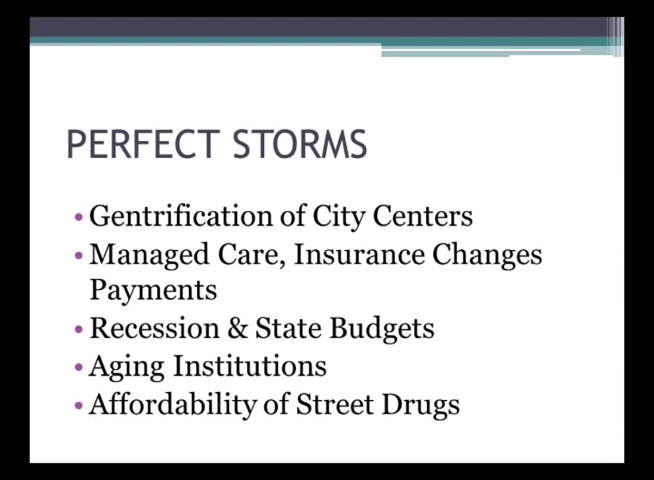 PERFECT STORMS
•Gentrification of City Centers
•Managed Care, Insurance Changes
Payments
•Recession & State Budgets
•Aging Institutions
•Affordability of Street Drugs